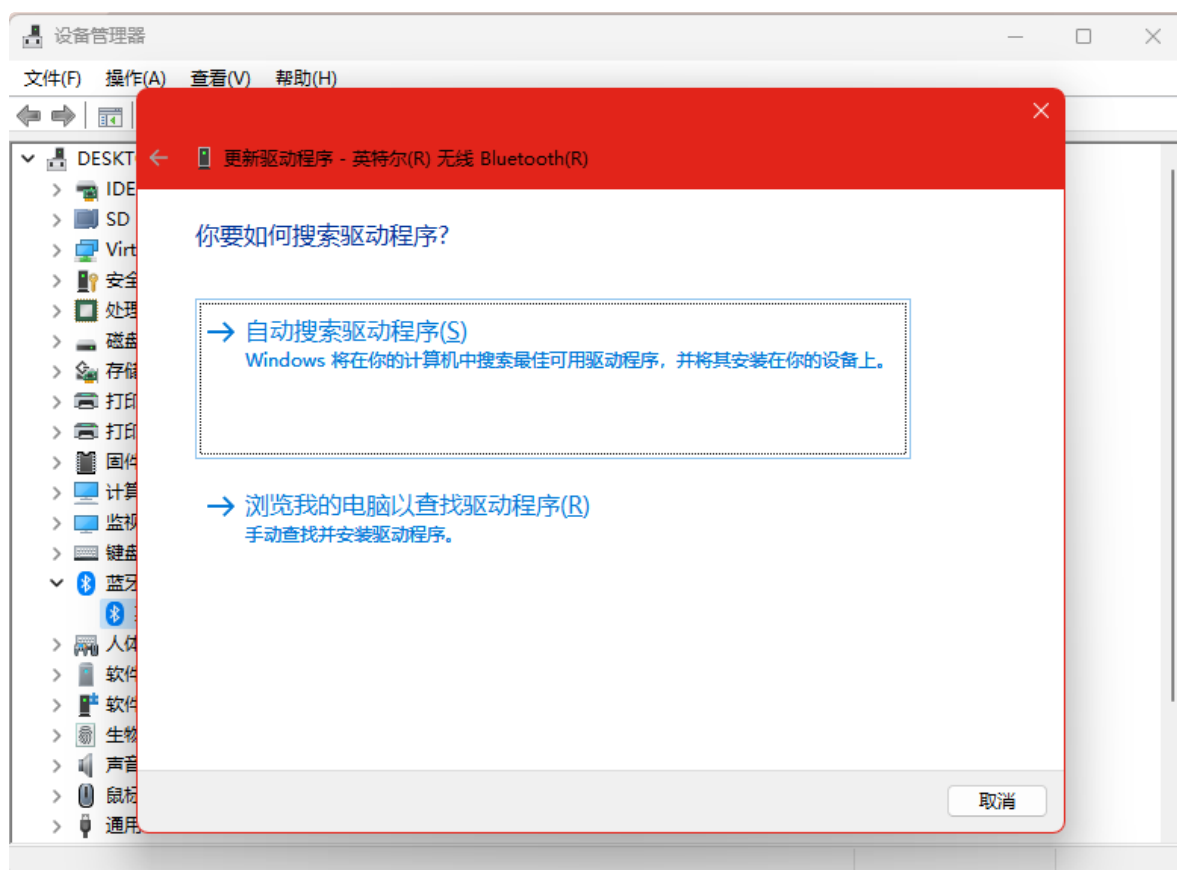 设备管理器
文件(F) 操作(A) 查看(V) 帮助(H)
更新驱动程序 - 英特尔(R) 无线 Bluetooth(R)
你要如何搜索驱动程序?
自动搜索驱动程序(S)
Windows 将在你的计算机中搜索最佳可用驱动程序，并将其安装在你的设备上。
浏览我的电脑以查找驱动程序(R)
手动查找并安装驱动程序。
取消
DESKT
IDE
SD
Virt
安全
处理
磁盘
存储
打印
打印
固件
计算
监视
键盘
蓝牙
人体
软件
软件
生物
声音
鼠标
通用